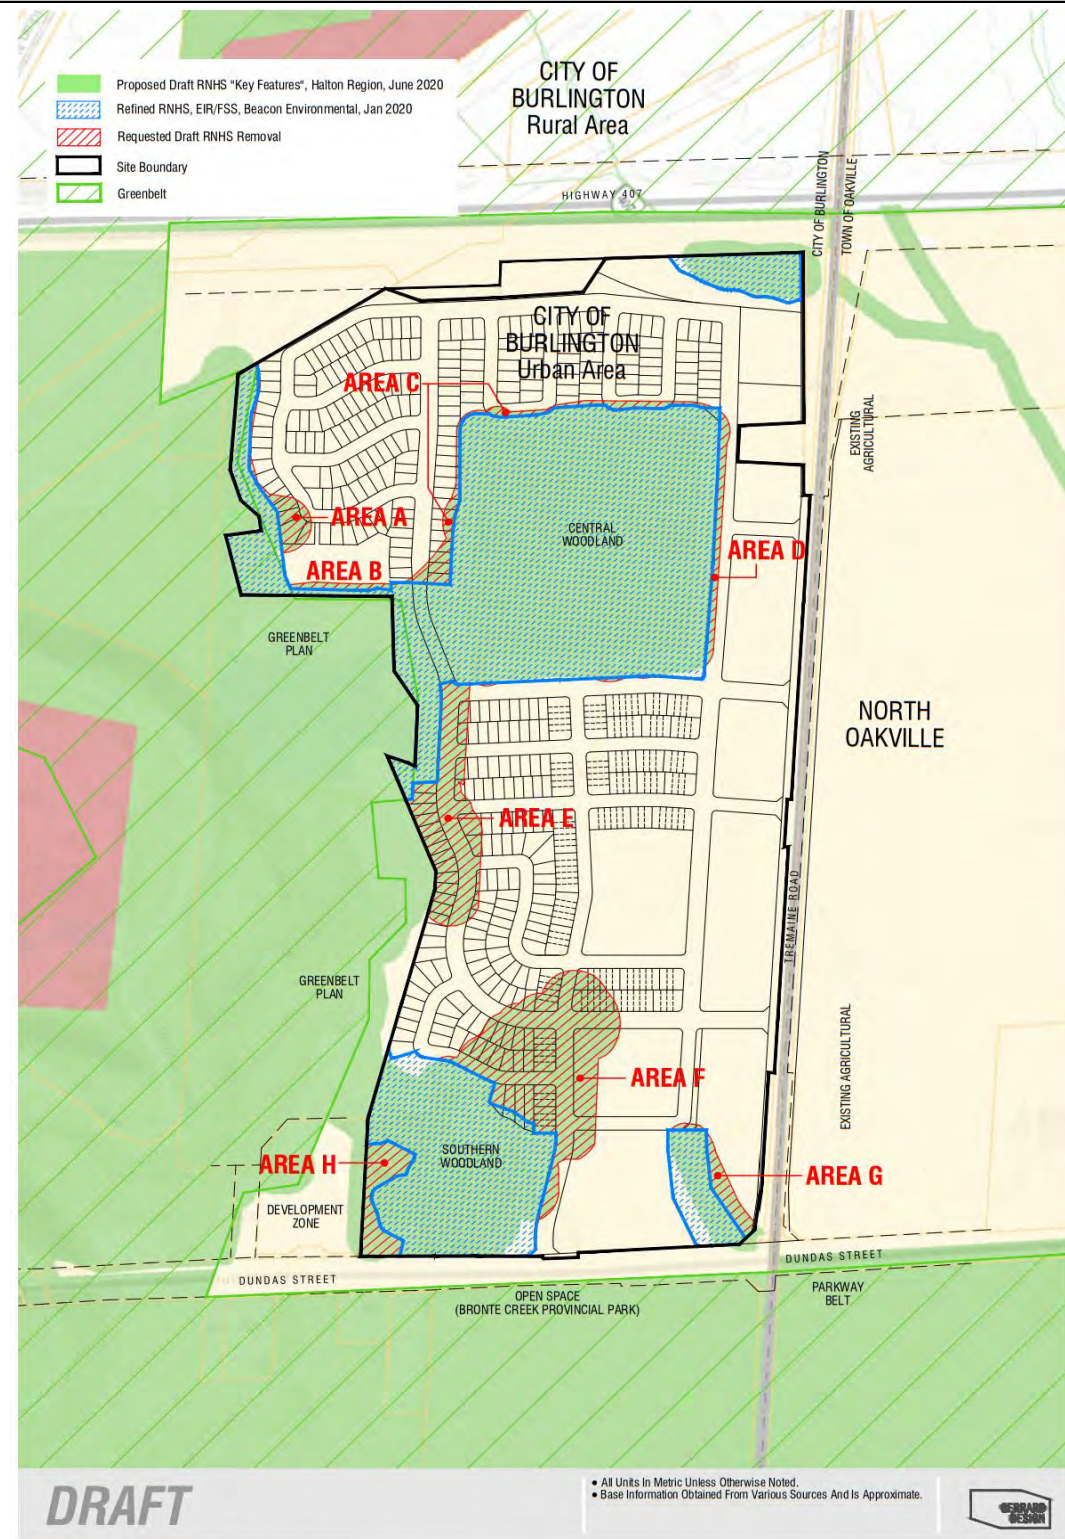 Proposed Draft RNHS "Key Features", Halton Region, June 2020
Refined RNHS, EIR/FSS, Beacon Environmental, Jan 2020
Requested Draft RNHS Removal
Site Boundary
Greenbelt
CITY OF
BURLINGTON
Rural Area
HIGHWAY 407
CITY OF BURLINGTON
TOWN OF OAKVILLE
CITY OF
BURLINGTON
Urban Area
AREA C
EXISTING
AGRICULTURAL
AREA A
CENTRAL
WOODLAND
AREA D
AREA B
GREENBELT
PLAN
NORTH
OAKVILLE
AREA E
TREMAINE ROAD
GREENBELT
PLAN
EXISTING AGRICULTURAL
AREA F
SOUTHERN
WOODLAND
AREA H
AREA G
DEVELOPMENT
ZONE
DUNDAS STREET
DUNDAS STREET
OPEN SPACE
(BRONTE CREEK PROVINCIAL PARK)
PARKWAY
BELT
DRAFT
• All Units In Metric Unless Otherwise Noted.
• Base Information Obtained From Various Sources And Is Approximate.
GERRARD
DESIGN